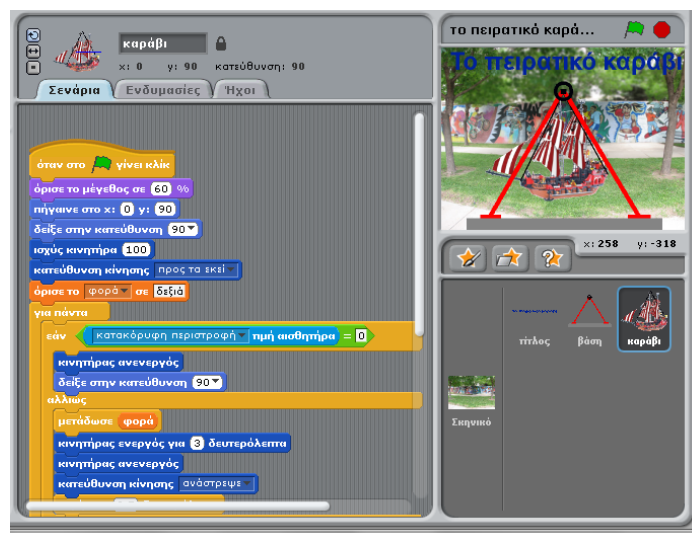 καράβι
x: 0 y: 90 κατεύθυνση: 90
Σενάρια Ενδυμασίες Ήχοι
όταν στο γίνει κλικ
όρισε το μέγεθος σε 60 %
πήγαινε στο x: 0 y: 90
δείξε στην κατεύθυνση 90
ισχύς κινητήρα 100
κατεύθυνση κίνησης προς τα εκεί
όρισε το φορά σε δεξιά
για πάντα
εάν κατακόρυφη περιστροφή τιμή αισθητήρα = 0
κινητήρας ανενεργός
δείξε στην κατεύθυνση 90
αλλιώς
μετάδωσε φορά
κινητήρας ενεργός για 3 δευτερόλεπτα
κινητήρας ανενεργός
κατεύθυνση κίνησης ανάστρεψε
το πειρατικό καρά...
Το πειρατικό καράβι
x: 258 y: -318
τίτλος βάση καράβι
Σκηνικό